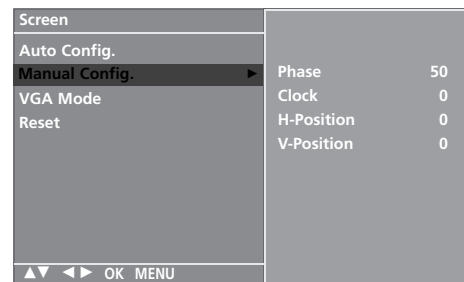 Screen
Auto Config.
Manual Config. ►
VGA Mode
Reset
Phase 50
Clock 0
H-Position 0
V-Position 0
▲▼ ◄► OK MENU